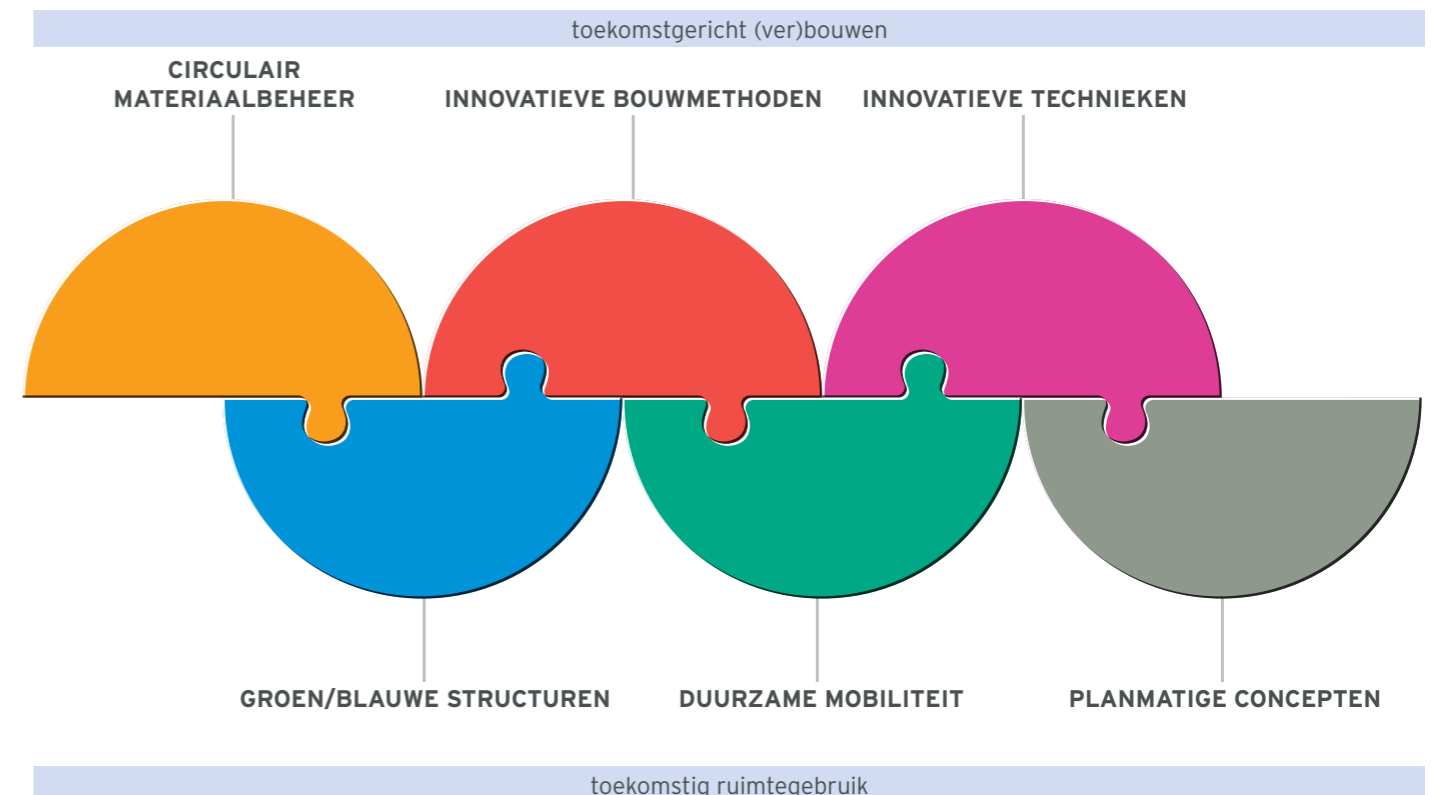 toekomstgericht (ver)bouwen
CIRCULAIR
MATERIAALBEHEER
INNOVATIEVE BOUWMETHODEN
INNOVATIEVE TECHNIEKEN
GROEN/BLAUWE STRUCTUREN
DUURZAME MOBILITEIT
PLANMATIGE CONCEPTEN
toekomstig ruimtegebruik